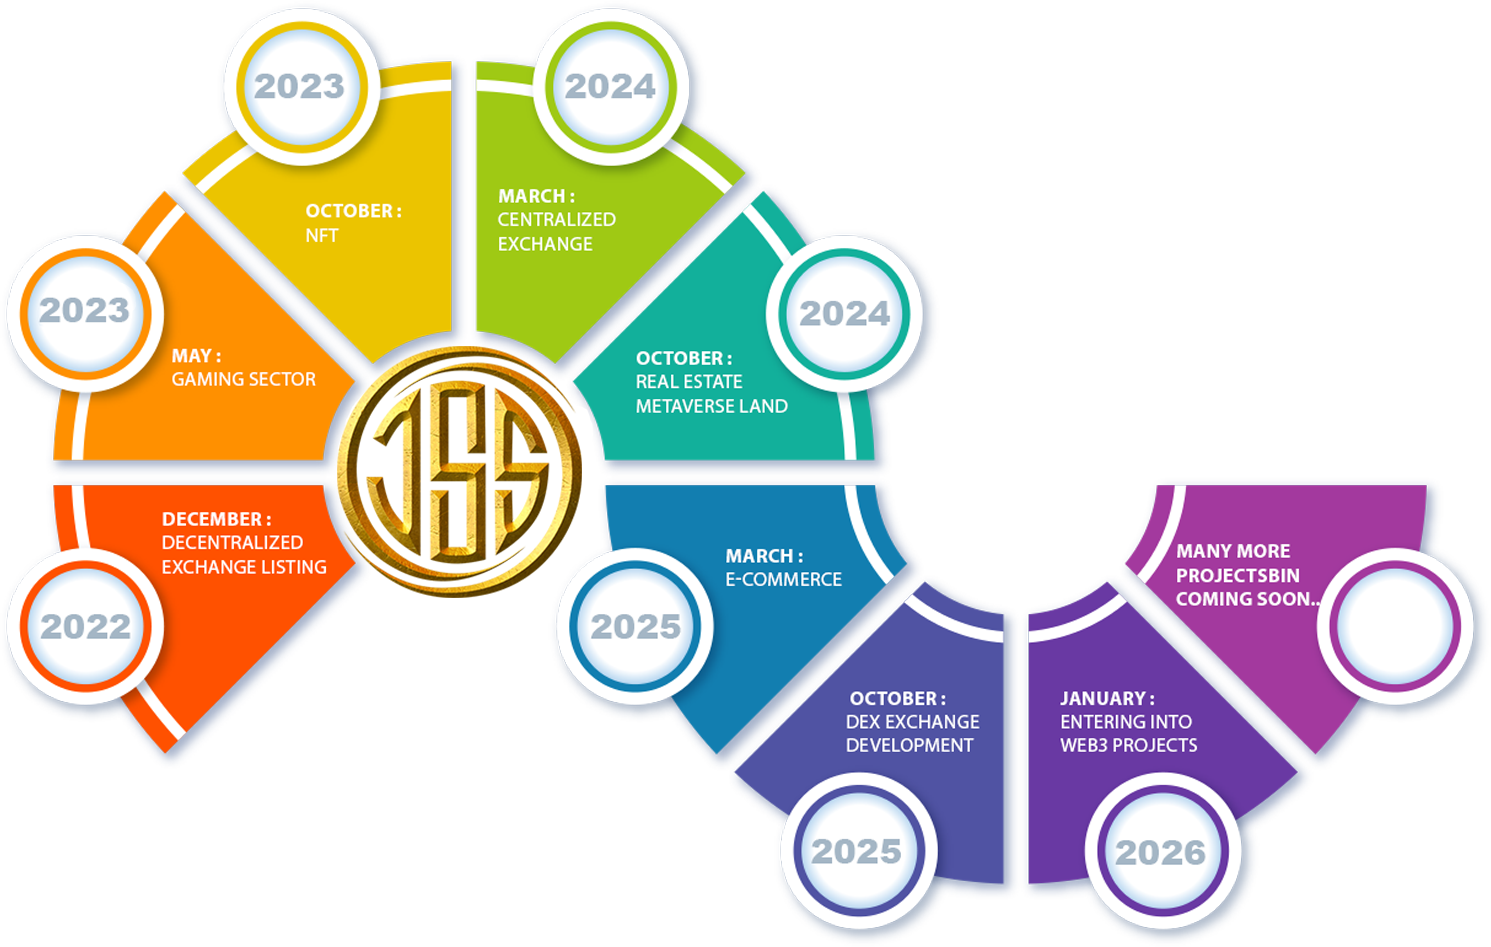 2022
DECEMBER :
DECENTRALIZED
EXCHANGE LISTING
2023
MAY :
GAMING SECTOR
2023
OCTOBER :
NFT
2024
MARCH :
CENTRALIZED
EXCHANGE
2024
OCTOBER :
REAL ESTATE
METAVERSE LAND
JSS
2025
MARCH :
E-COMMERCE
2025
OCTOBER :
DEX EXCHANGE
DEVELOPMENT
2026
JANUARY :
ENTERING INTO
WEB3 PROJECTS
MANY MORE
PROJECTSBIN
COMING SOON..